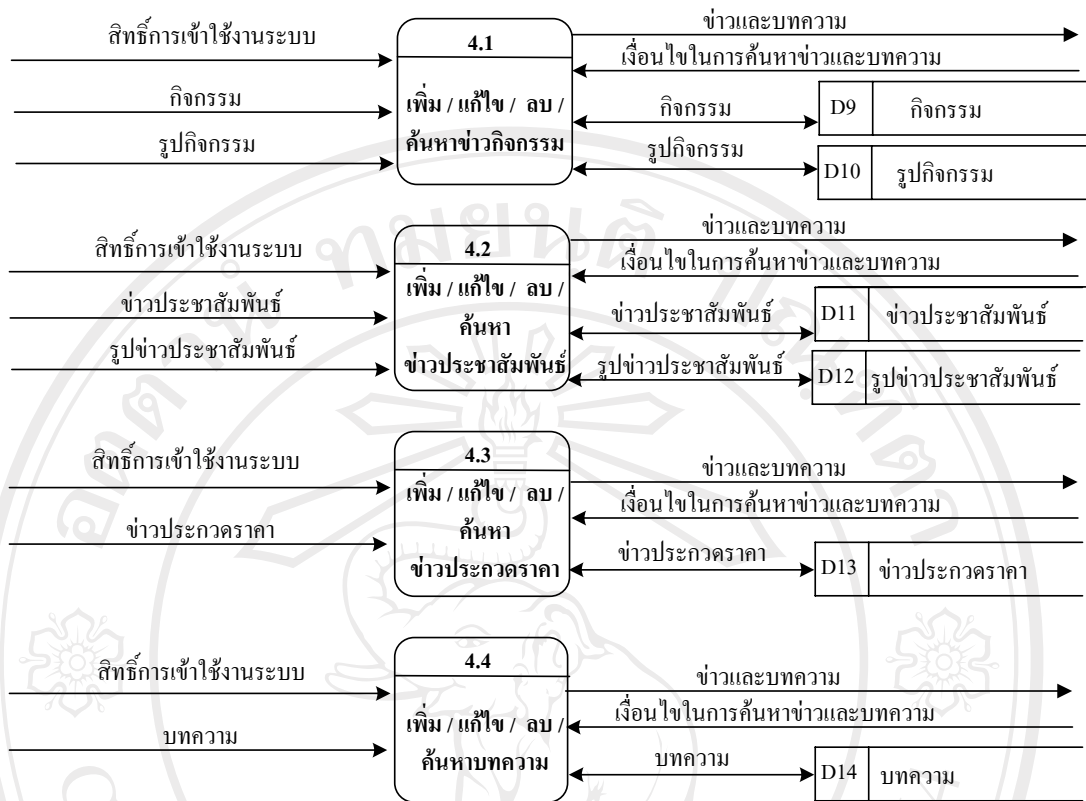 สิทธิ์การเข้าใช้งานระบบ
กิจกรรม
รูปกิจกรรม
4.1
เพิ่ม / แก้ไข / ลบ /
ค้นหาข่าวกิจกรรม
ข่าวและบทความ
เงื่อนไขในการค้นหาข่าวและบทความ
กิจกรรม
D9 กิจกรรม
รูปกิจกรรม
D10 รูปกิจกรรม
สิทธิ์การเข้าใช้งานระบบ
ข่าวประชาสัมพันธ์
รูปข่าวประชาสัมพันธ์
4.2
เพิ่ม / แก้ไข / ลบ /
ค้นหา
ข่าวประชาสัมพันธ์
ข่าวและบทความ
เงื่อนไขในการค้นหาข่าวและบทความ
ข่าวประชาสัมพันธ์
D11 ข่าวประชาสัมพันธ์
รูปข่าวประชาสัมพันธ์
D12 รูปข่าวประชาสัมพันธ์
สิทธิ์การเข้าใช้งานระบบ
ข่าวประกวดราคา
4.3
เพิ่ม / แก้ไข / ลบ /
ค้นหา
ข่าวประกวดราคา
ข่าวและบทความ
เงื่อนไขในการค้นหาข่าวและบทความ
ข่าวประกวดราคา
D13 ข่าวประกวดราคา
สิทธิ์การเข้าใช้งานระบบ
บทความ
4.4
เพิ่ม / แก้ไข / ลบ /
ค้นหาบทความ
ข่าวและบทความ
เงื่อนไขในการค้นหาข่าวและบทความ
บทความ
D14 บทความ